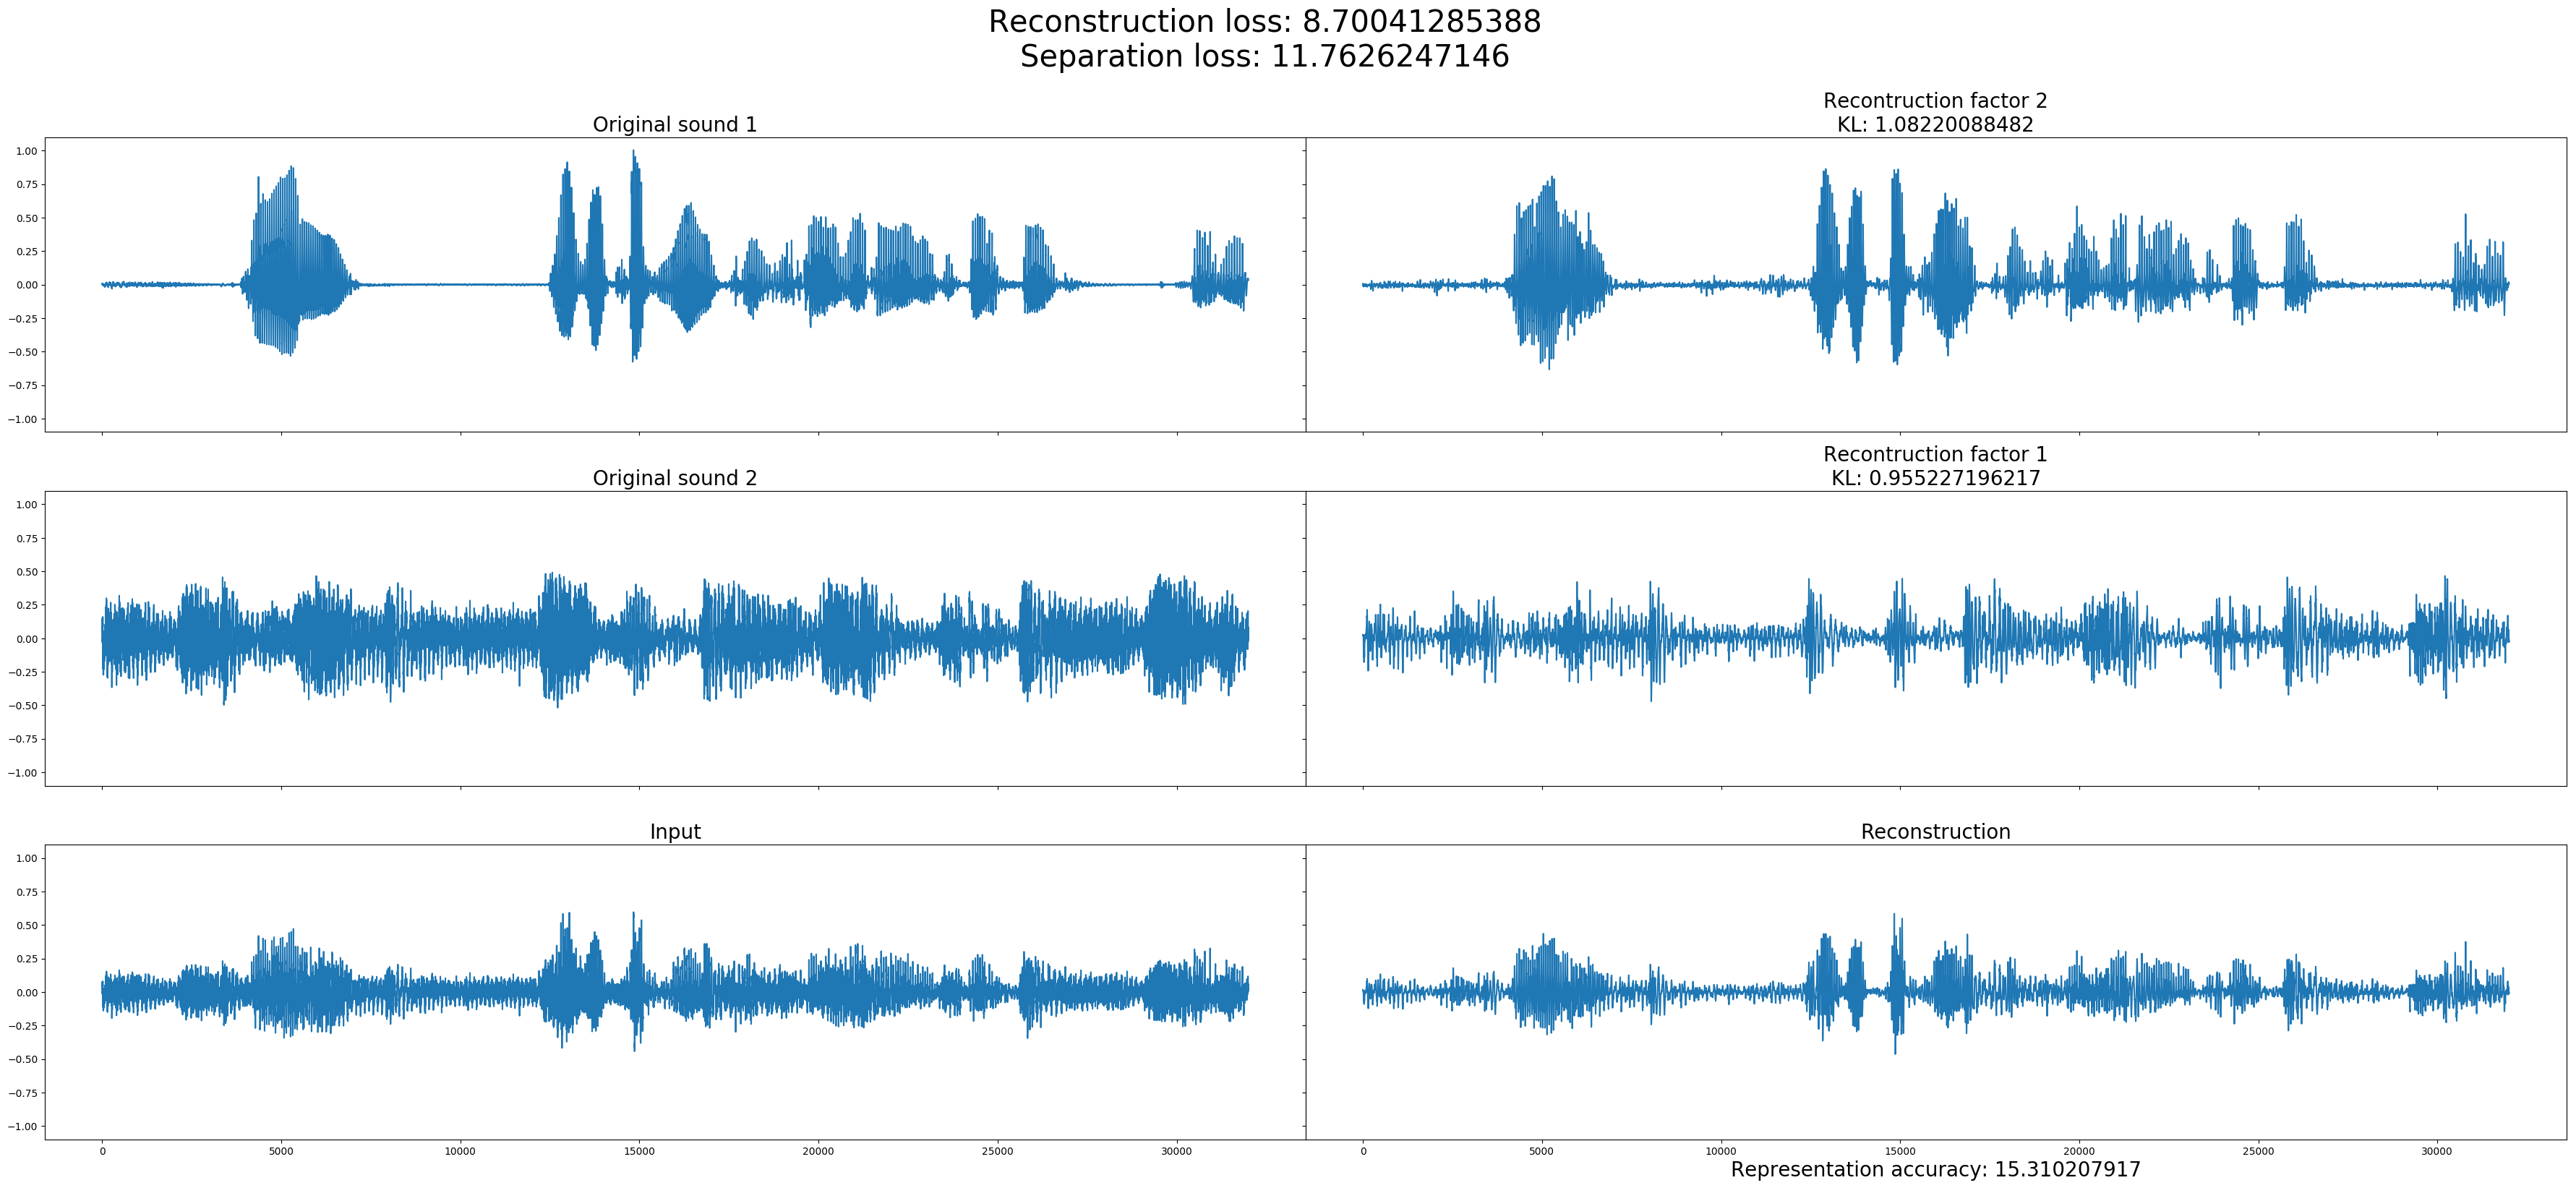 Reconstruction loss: 8.70041285388
Separation loss: 11.7626247146
Original sound 1
Recontruction factor 2
KL: 1.08220088482
1.00
0.75
0.50
0.25
0.00
−0.25
−0.50
−0.75
−1.00
Original sound 2
Recontruction factor 1
KL: 0.955227196217
1.00
0.75
0.50
0.25
0.00
−0.25
−0.50
−0.75
−1.00
Input
Reconstruction
1.00
0.75
0.50
0.25
0.00
−0.25
−0.50
−0.75
−1.00
0 5000 10000 15000 20000 25000 30000
0 5000 10000 15000 20000 25000 30000
Representation accuracy: 15.310207917